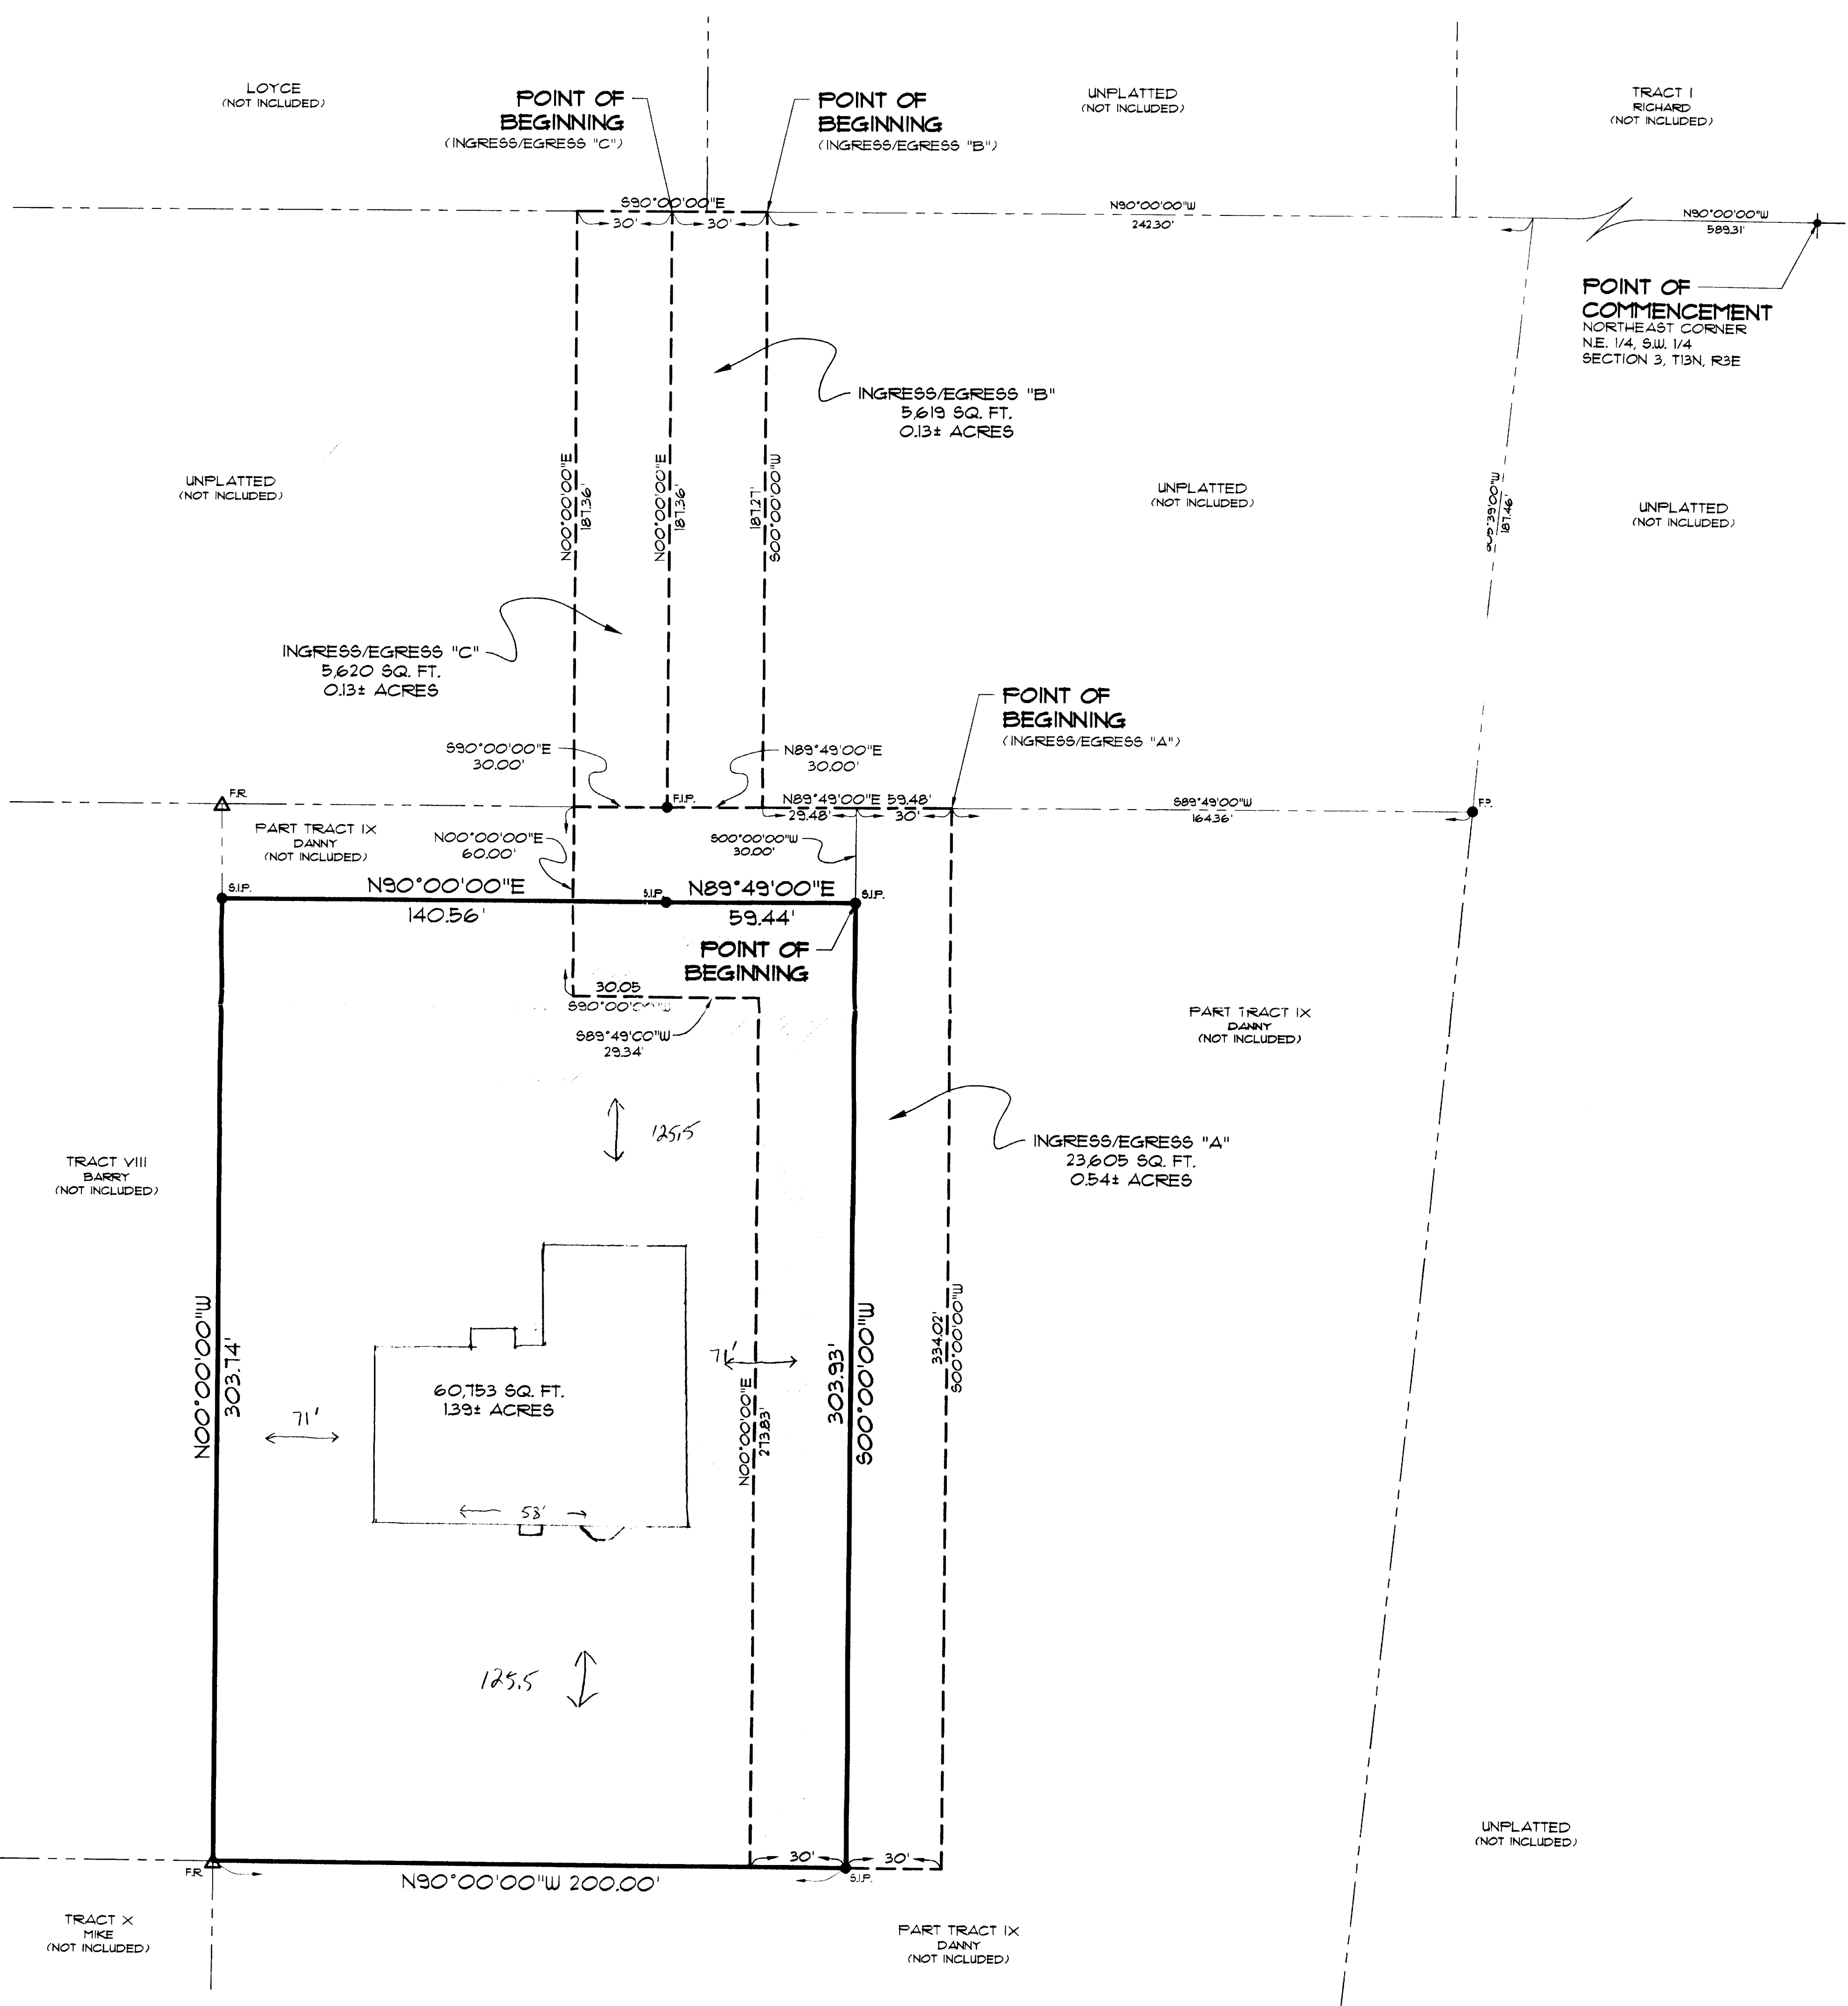 LOYCE
(NOT INCLUDED)
POINT OF
BEGINNING
(INGRESS/EGRESS "C")
POINT OF
BEGINNING
(INGRESS/EGRESS "B")
UNPLATTED
(NOT INCLUDED)
TRACT I
RICHARD
(NOT INCLUDED)
S90°00'00"E
30'
30'
N90°00'00"W
242.30'
N90°00'00"W
589.31'
POINT OF
COMMENCEMENT
NORTHEAST CORNER
N.E. 1/4, S.W. 1/4
SECTION 3, T13N, R3E
INGRESS/EGRESS "B"
5,619 SQ. FT.
0.13± ACRES
UNPLATTED
(NOT INCLUDED)
N00°00'00"E
187.36'
N00°00'00"E
187.36'
187.27'
S00°00'00"W
UNPLATTED
(NOT INCLUDED)
187.46'
UNPLATTED
(NOT INCLUDED)
INGRESS/EGRESS "C"
5,620 SQ. FT.
0.13± ACRES
POINT OF
BEGINNING
(INGRESS/EGRESS "A")
S90°00'00"E
30.00'
N89°49'00"E
30.00'
F.R.
F.I.P.
N89°49'00"E 59.48'
29.48'
30'
S89°49'00"W
164.36'
F.P.
PART TRACT IX
DANNY
(NOT INCLUDED)
N00°00'00"E
60.00'
S00°00'00"W
30.00'
S.I.P.
N90°00'00"E
140.56'
S.I.P.
N89°49'00"E
59.44'
S.I.P.
POINT OF
BEGINNING
30.05
S90°00'00"W
S89°49'00"W
29.34'
PART TRACT IX
DANNY
(NOT INCLUDED)
125.5
INGRESS/EGRESS "A"
23,605 SQ. FT.
0.54± ACRES
TRACT VIII
BARRY
(NOT INCLUDED)
N00°00'00"W
303.74'
71'
60,753 SQ. FT.
1.39± ACRES
71'
N00°00'00"E
273.83'
303.93'
S00°00'00"W
334.02'
S00°00'00"W
58'
125.5
UNPLATTED
(NOT INCLUDED)
F.R.
N90°00'00"W 200.00'
30'
30'
S.I.P.
TRACT X
MIKE
(NOT INCLUDED)
PART TRACT IX
DANNY
(NOT INCLUDED)